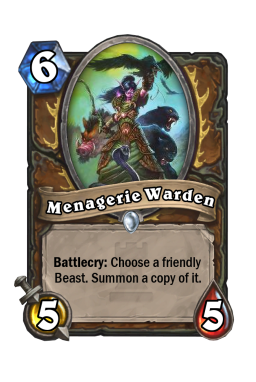 6
Menagerie Warden
Battlecry: Choose a friendly
Beast. Summon a copy of it.
5 5